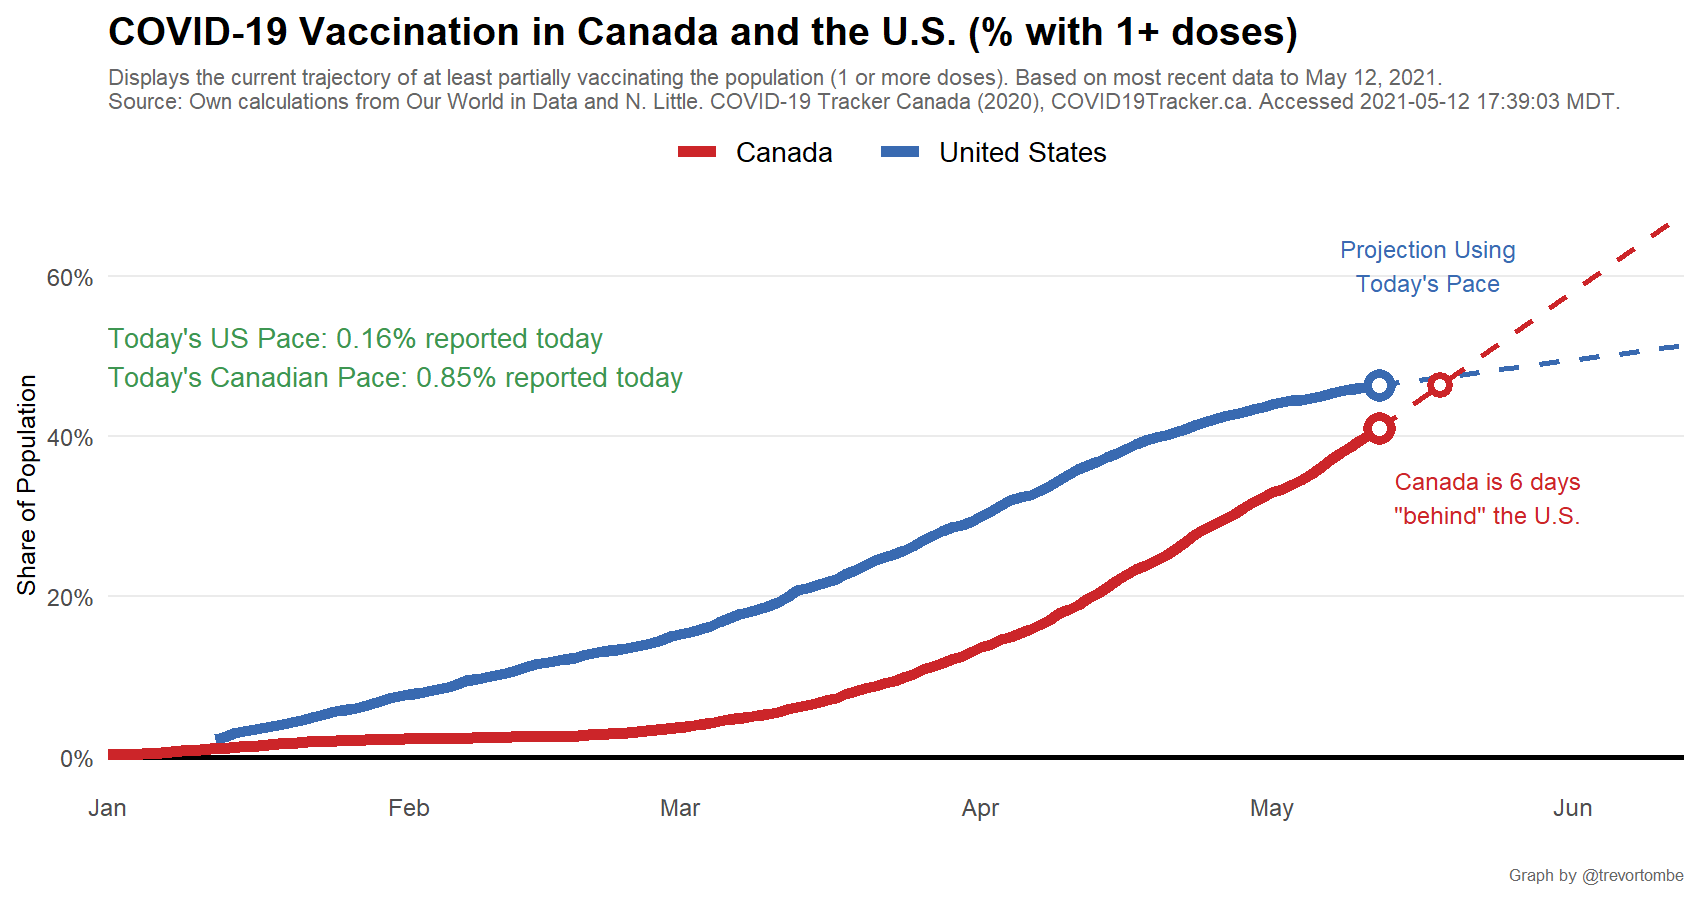 COVID-19 Vaccination in Canada and the U.S. (% with 1+ doses)
Displays the current trajectory of at least partially vaccinating the population (1 or more doses). Based on most recent data to May 12, 2021.
Source: Own calculations from Our World in Data and N. Little. COVID-19 Tracker Canada (2020), COVID19Tracker.ca. Accessed 2021-05-12 17:39:03 MDT.
Canada
United States
Projection Using
Today's Pace
60%
Today's US Pace: 0.16% reported today
Today's Canadian Pace: 0.85% reported today
Share of Population
40%
Canada is 6 days
"behind" the U.S.
20%
0%
Jan
Feb
Mar
Apr
May
Jun
Graph by @trevortombe